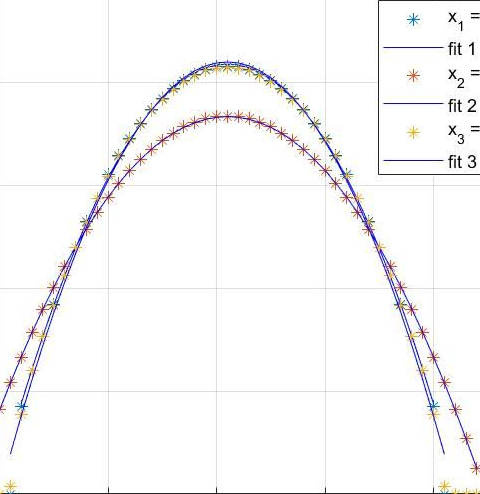 x₁ =
fit 1
x₂ =
fit 2
x₃ =
fit 3